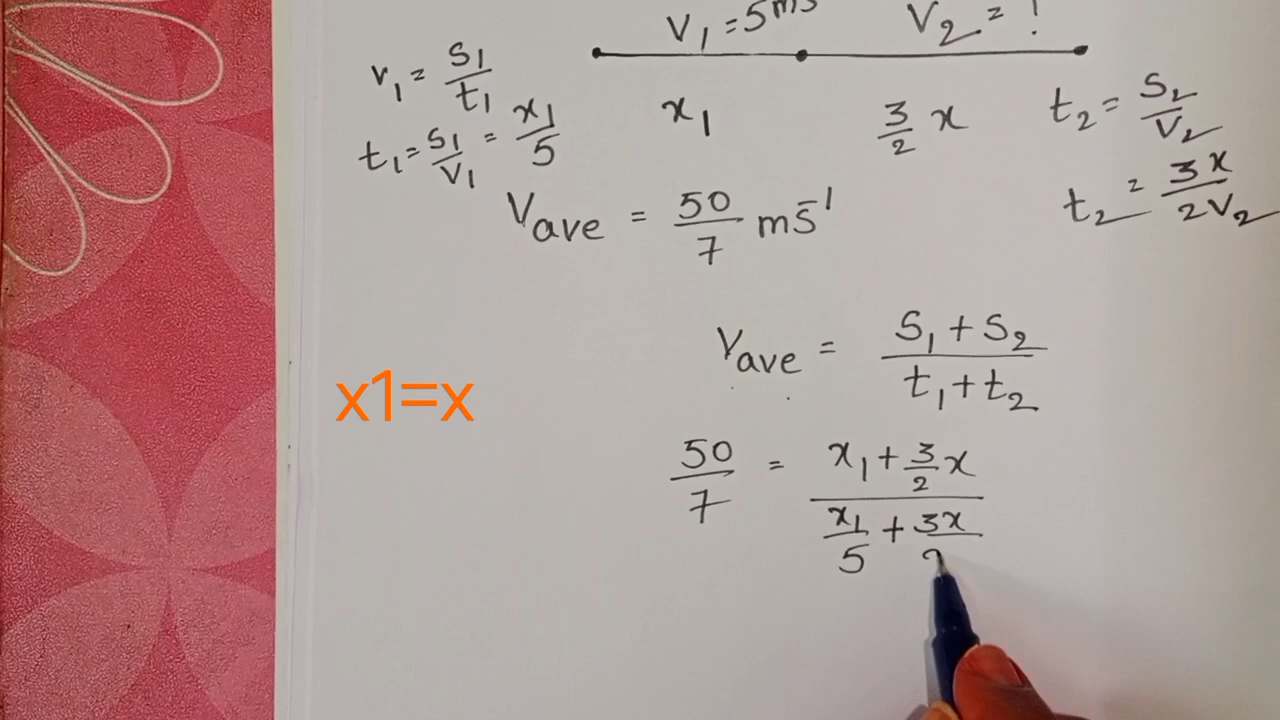 V₁ = 5 ms V₂ = ?
v₁ = S₁/t₁
t₁ = S₁/V₁ = x₁/5
x₁
3/2 x
t₂ = S₂/V₂
t₂ = 3x/2V₂
Vave = 50/7 ms⁻¹
Vave = S₁ + S₂ / t₁ + t₂
x1=x
50/7 = x₁ + 3/2 x / x₁/5 + 3x/